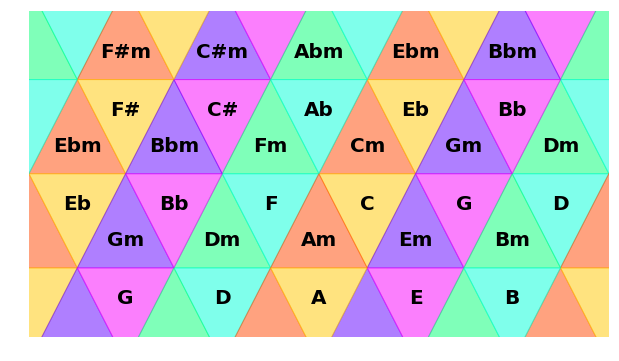 F#m C#m Abm Ebm Bbm
F# C# Ab Eb Bb
Ebm Bbm Fm Cm Gm Dm
Eb Bb F C G D
Gm Dm Am Em Bm
G D A E B